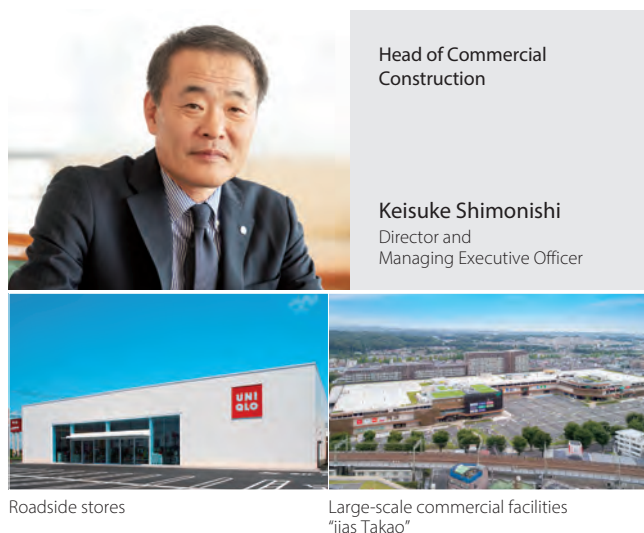 Head of Commercial
Construction
Keisuke Shimonishi
Director and
Managing Executive Officer
UNI
QLO
Roadside stores
Large-scale commercial facilities
“iias Takao”